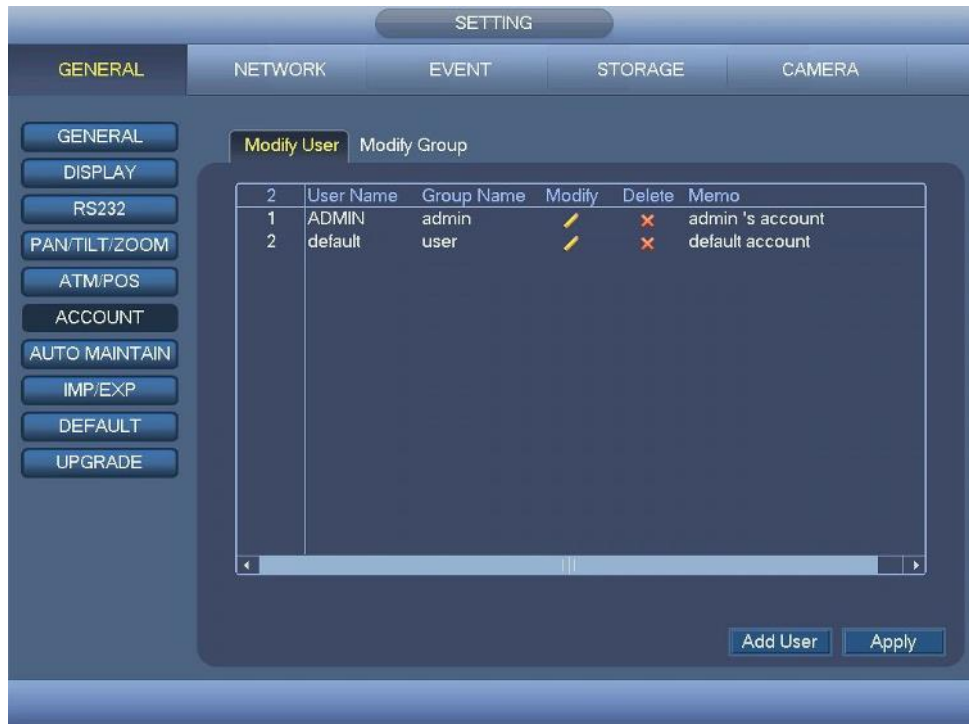 SETTING
GENERAL NETWORK EVENT STORAGE CAMERA
GENERAL
DISPLAY
RS232
PAN/TILT/ZOOM
ATM/POS
ACCOUNT
AUTO MAINTAIN
IMP/EXP
DEFAULT
UPGRADE
Modify User Modify Group
2 User Name Group Name Modify Delete Memo
1 ADMIN admin admin 's account
2 default user default account
Add User Apply